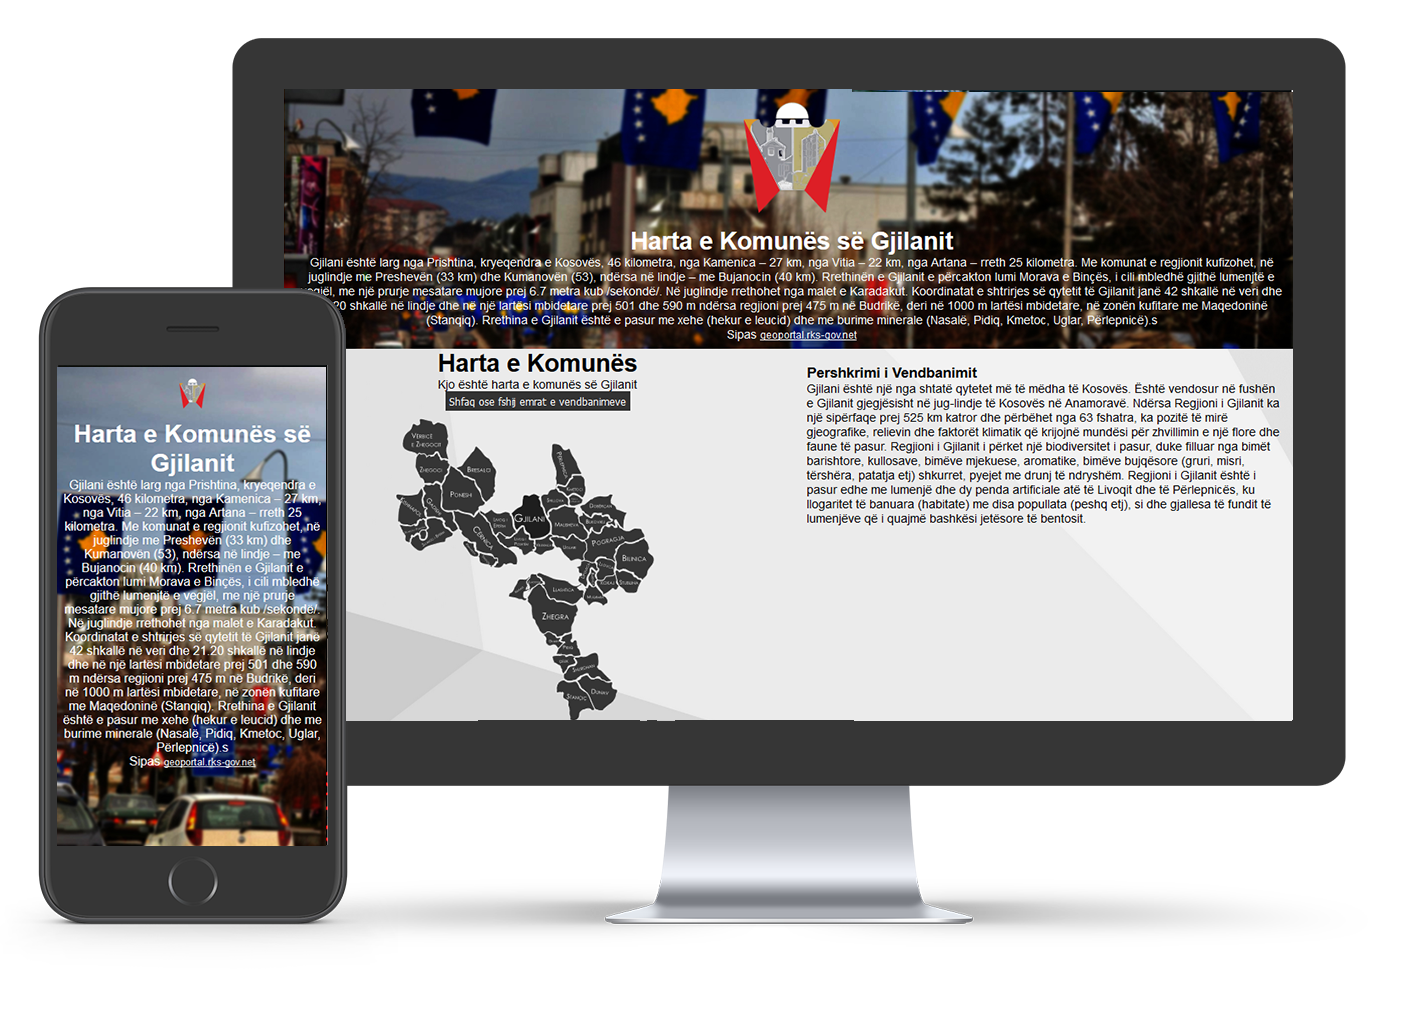 Harta e Komunës së Gjilanit
Gjilani është larg nga Prishtina, kryeqendra e Kosovës, 46 kilometra, nga Kamenica – 27 km, nga Vitia – 22 km, nga Artana – rreth 25 kilometra. Me komunat e regjionit kufizohet, në
juglindje me Preshevën (33 km) dhe Kumanovën (53), ndërsa në lindje – me Bujanocin (40 km). Rrethinën e Gjilanit e përcakton lumi Morava e Binçës, i cili mbledhë gjithë lumenjtë e
vegjël, me një prurje mesatare mujore prej 6.7 metra kub /sekondë/. Në juglindje rrethohet nga malet e Karadakut. Koordinatat e shtrirjes së qytetit të Gjilanit janë 42 shkallë në veri dhe
20 shkallë në lindje dhe në një lartësi mbidetare prej 501 dhe 590 m ndërsa regjioni prej 475 m në Budrikë, deri në 1000 m lartësi mbidetare, në zonën kufitare me Maqedoninë
(Stanqiq). Rrethina e Gjilanit është e pasur me xehe (hekur e leucid) dhe me burime minerale (Nasalë, Pidiq, Kmetoc, Uglar, Përlepnicë).s
Sipas geoportal.rks-gov.net
Harta e Komunës
Kjo është harta e komunës së Gjilanit
Shfaq ose fshij emrat e vendbanimeve
Verbicë
e Zhegocit
Zhegoci
Bresalci
Ponesh
Cërnica
Gjilani
Malisheva
Përlepnica
Pogragja
Bilinica
Llashtica
Zhegra
Stublina
Pidiq
Stancic
Dunav
Pershkrimi i Vendbanimit
Gjilani është një nga shtatë qytetet më të mëdha të Kosovës. Është vendosur në fushën
e Gjilanit gjegjësisht në jug-lindje të Kosovës në Anamoravë. Ndërsa Regjioni i Gjilanit ka
një sipërfaqe prej 525 km katror dhe përbëhet nga 63 fshatra, ka pozitë të mirë
gjeografike, relievin dhe faktorët klimatik që krijojnë mundësi për zhvillimin e një flore dhe
faune të pasur. Regjioni i Gjilanit i përket një biodiversitet i pasur, duke filluar nga bimët
barishtore, kullosave, bimëve mjekuese, aromatike, bimëve bujqësore (gruri, misri,
tërshëra, patatja etj) shkurret, pyejet me drunj të ndryshëm. Regjioni i Gjilanit është i
pasur edhe me lumenjë dhe dy penda artificiale atë të Livoqit dhe të Përlepnicës, ku
llogaritet të banuara (habitate) me disa popullata (peshq etj), si dhe gjallesa të fundit të
lumenjëve që i quajmë bashkësi jetësore të bentosit.
Harta e Komunës së
Gjilanit
Gjilani është larg nga Prishtina, kryeqendra e
Kosovës, 46 kilometra, nga Kamenica – 27 km,
nga Vitia – 22 km, nga Artana – rreth 25
kilometra. Me komunat e regjionit kufizohet, në
juglindje me Preshevën (33 km) dhe
Kumanovën (53), ndërsa në lindje – me
Bujanocin (40 km). Rrethinën e Gjilanit e
përcakton lumi Morava e Binçës, i cili mbledhë
gjithë lumenjtë e vegjël, me një prurje
mesatare mujore prej 6.7 metra kub /sekondë/.
Në juglindje rrethohet nga malet e Karadakut.
Koordinatat e shtrirjes së qytetit të Gjilanit janë
42 shkallë në veri dhe 21.20 shkallë në lindje
dhe në një lartësi mbidetare prej 501 dhe 590
m ndërsa regjioni prej 475 m në Budrikë, deri
në 1000 m lartësi mbidetare, në zonën kufitare
me Maqedoninë (Stanqiq). Rrethina e Gjilanit
është e pasur me xehe (hekur e leucid) dhe me
burime minerale (Nasalë, Pidiq, Kmetoc, Uglar,
Përlepnicë).s
Sipas geoportal.rks-gov.net